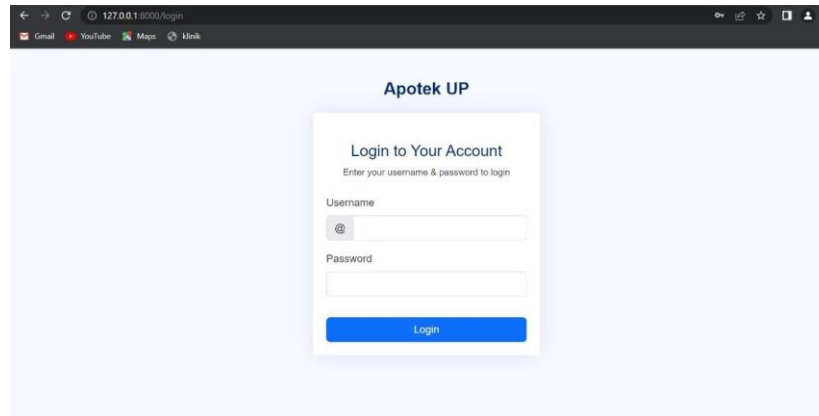 127.0.0.1:8000/login
Gmail YouTube Maps klinik
Apotek UP
Login to Your Account
Enter your username & password to login
Username
@
Password
Login